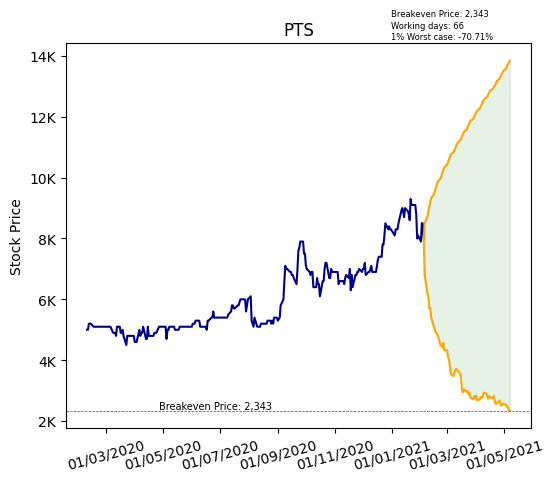 Breakeven Price: 2,343
Working days: 66
1% Worst case: -70.71%
PTS
14K
12K
10K
8K
6K
4K
2K
Stock Price
Breakeven Price: 2,343
01/03/2020
01/05/2020
01/07/2020
01/09/2020
01/11/2020
01/01/2021
01/03/2021
01/05/2021